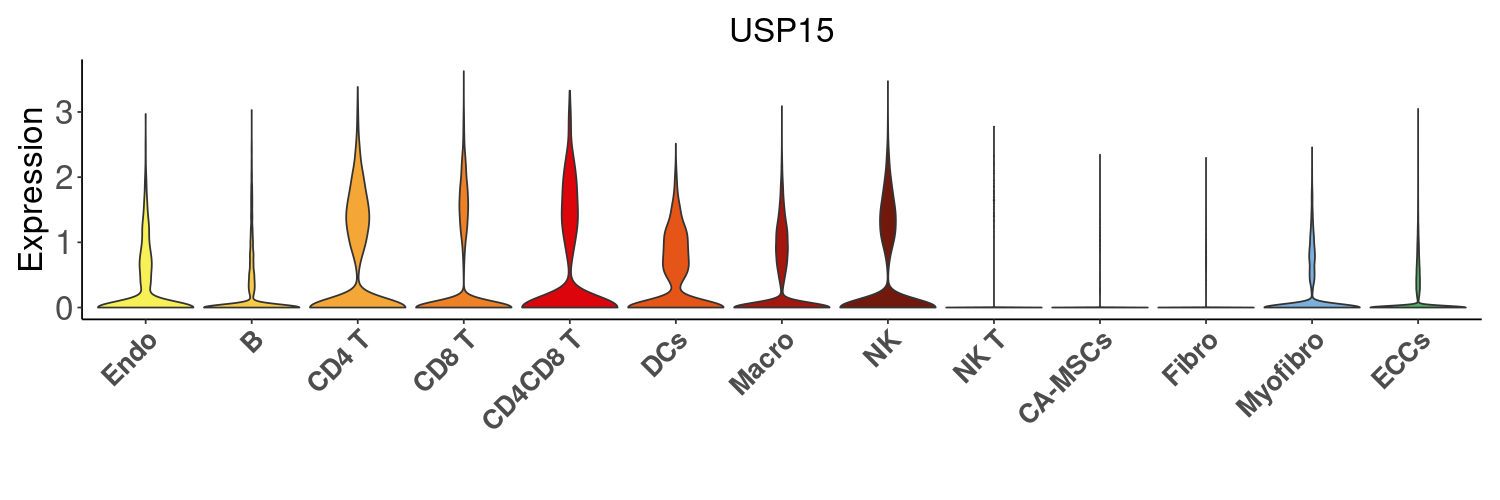 USP15
Expression
3
2
1
0
Endo
B
CD4 T
CD8 T
CD4CD8 T
DCs
Macro
NK
NK T
CA-MSCs
Fibro
Myofibro
ECCs